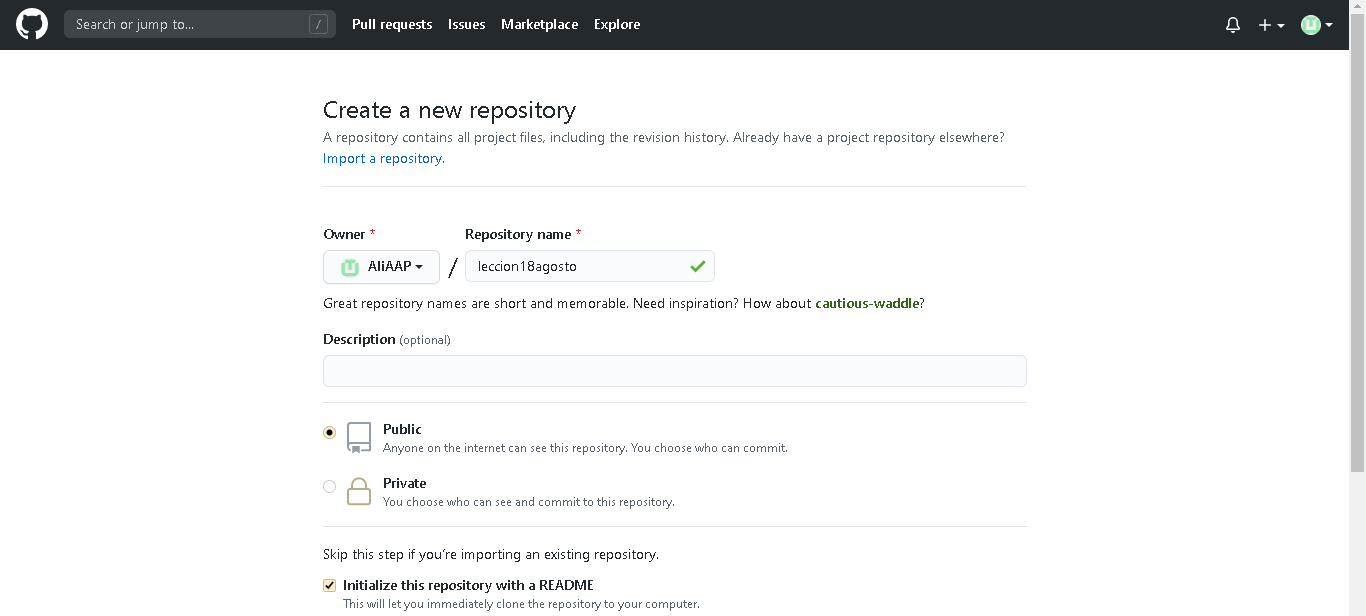 Search or jump to... /
Pull requests Issues Marketplace Explore
Create a new repository
A repository contains all project files, including the revision history. Already have a project repository elsewhere?
Import a repository.
Owner * Repository name *
AliAAP / leccion18agosto
Great repository names are short and memorable. Need inspiration? How about cautious-waddle?
Description (optional)
Public
Anyone on the internet can see this repository. You choose who can commit.
Private
You choose who can see and commit to this repository.
Skip this step if you're importing an existing repository.
Initialize this repository with a README
This will let you immediately clone the repository to your computer.